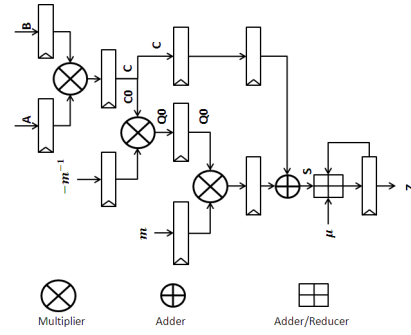 B
C
A
C0
Q0
Q0
−m⁻¹
S
m
μ
Z
Multiplier
Adder
Adder/Reducer
C